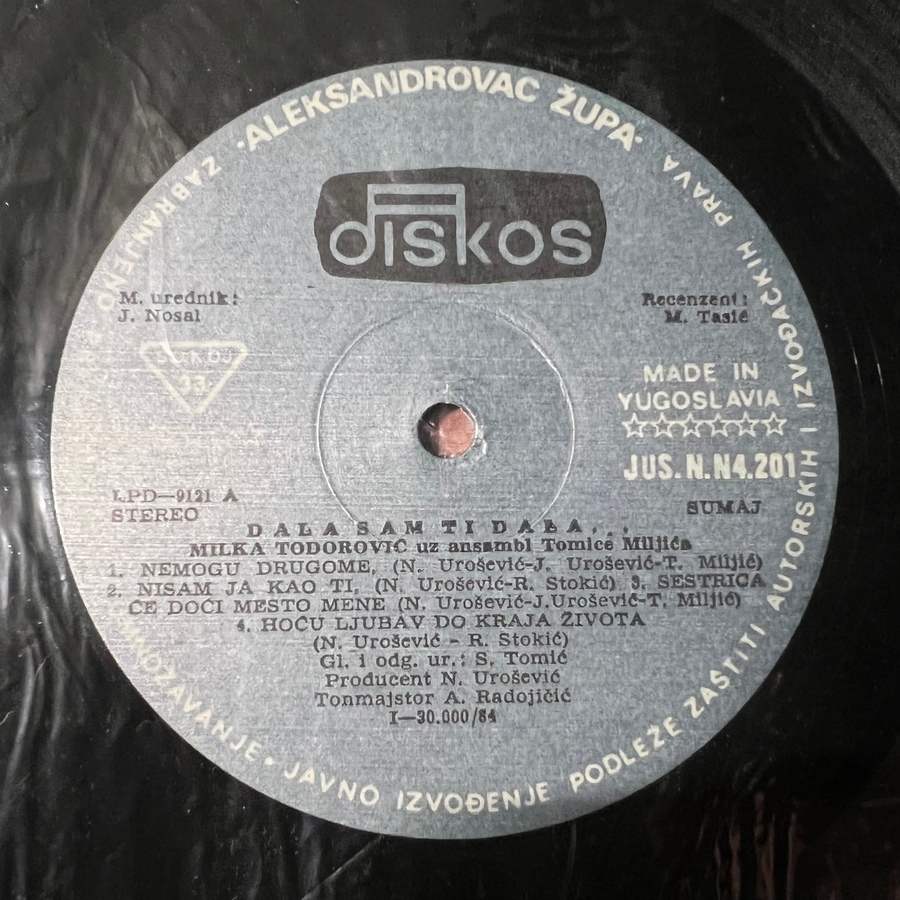 ·ALEKSANDROVAC ŽUPA·
diskos
M. urednik:
J. Nosal
Recenzent:
M. Tasić
SOKOJ
33
MADE IN
YUGOSLAVIA
JUS.N.N4.201
LPD—9121 A
STEREO
SUMAJ
DALA SAM TI DALA...
MILKA TODOROVIĆ uz ansambl Tomice Miljića
1. NEMOGU DRUGOME, (N. Urošević-J. Urošević-T. Miljić)
2. NISAM JA KAO TI, (N. Urošević-R. Stokić) 3. SESTRICA
ĆE DOĆI MESTO MENE (N. Urošević-J.Urošević-T. Miljić)
4. HOĆU LJUBAV DO KRAJA ŽIVOTA
(N. Urošević - R. Stokić)
Gl. i odg. ur.: S. Tomić
Producent N. Urošević
Tonmajstor A. Radojičić
I—30.000/84
ZABRANJENO UMNOŽAVANJE • JAVNO IZVOĐENJE PODLEŽE ZAŠTITI AUTORSKIH I IZVOĐAČKIH PRAVA